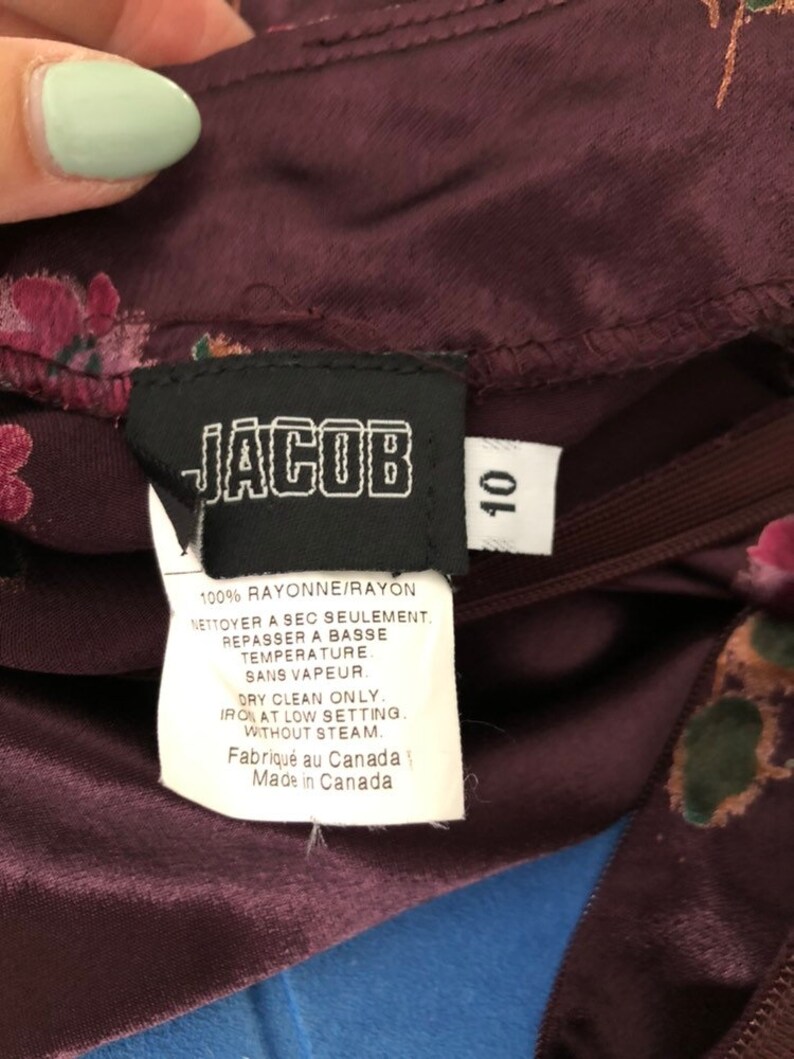 JACOB
10
100% RAYONNE/RAYON
NETTOYER A SEC SEULEMENT.
REPASSER A BASSE
TEMPERATURE.
SANS VAPEUR.
DRY CLEAN ONLY.
IRON AT LOW SETTING.
WITHOUT STEAM.
Fabriqué au Canada
Made in Canada